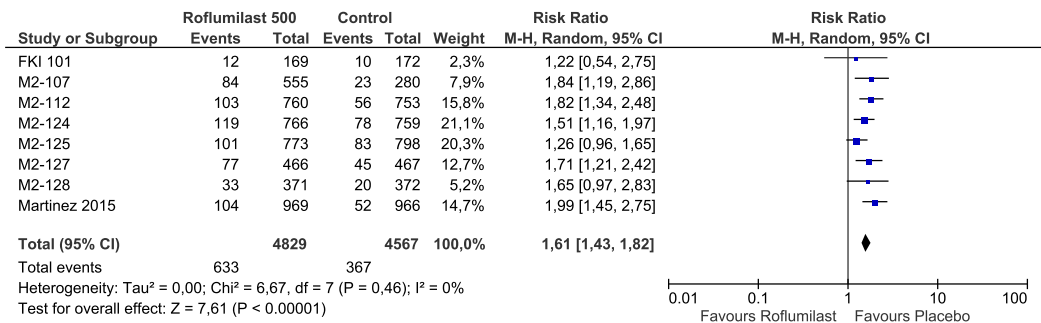 Roflumilast 500 Control Risk Ratio Risk Ratio
Study or Subgroup Events Total Events Total Weight M-H, Random, 95% CI M-H, Random, 95% CI
FKI 101 12 169 10 172 2,3% 1,22 [0,54, 2,75]
M2-107 84 555 23 280 7,9% 1,84 [1,19, 2,86]
M2-112 103 760 56 753 15,8% 1,82 [1,34, 2,48]
M2-124 119 766 78 759 21,1% 1,51 [1,16, 1,97]
M2-125 101 773 83 798 20,3% 1,26 [0,96, 1,65]
M2-127 77 466 45 467 12,7% 1,71 [1,21, 2,42]
M2-128 33 371 20 372 5,2% 1,65 [0,97, 2,83]
Martinez 2015 104 969 52 966 14,7% 1,99 [1,45, 2,75]
Total (95% CI) 4829 4567 100,0% 1,61 [1,43, 1,82]
Total events 633 367
Heterogeneity: Tau² = 0,00; Chi² = 6,67, df = 7 (P = 0,46); I² = 0%
Test for overall effect: Z = 7,61 (P < 0.00001)
0.01 0.1 1 10 100
Favours Roflumilast Favours Placebo